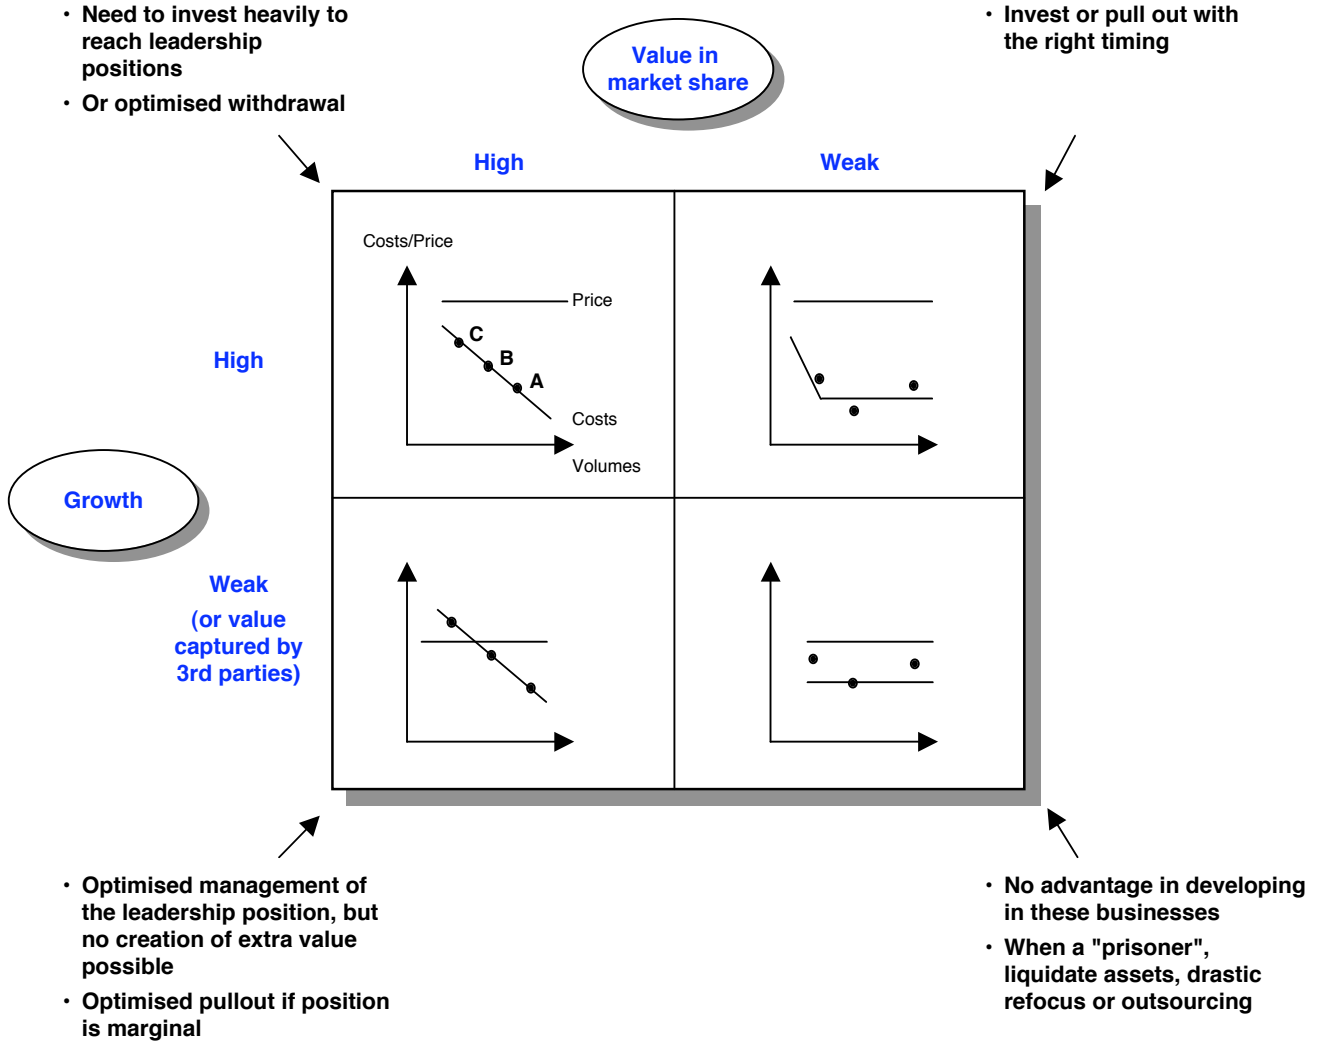 • Need to invest heavily to
reach leadership
positions
• Or optimised withdrawal
Value in
market share
• Invest or pull out with
the right timing
High
Weak
Costs/Price
Price
C
B
A
Costs
Volumes
High
Growth
Weak
(or value
captured by
3rd parties)
• Optimised management of
the leadership position, but
no creation of extra value
possible
• Optimised pullout if position
is marginal
• No advantage in developing
in these businesses
• When a "prisoner",
liquidate assets, drastic
refocus or outsourcing